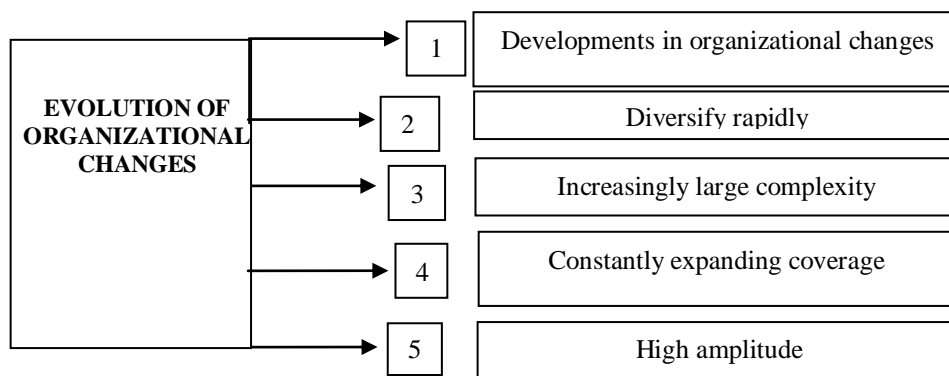 EVOLUTION OF
ORGANIZATIONAL
CHANGES
1
Developments in organizational changes
2
Diversify rapidly
3
Increasingly large complexity
4
Constantly expanding coverage
5
High amplitude